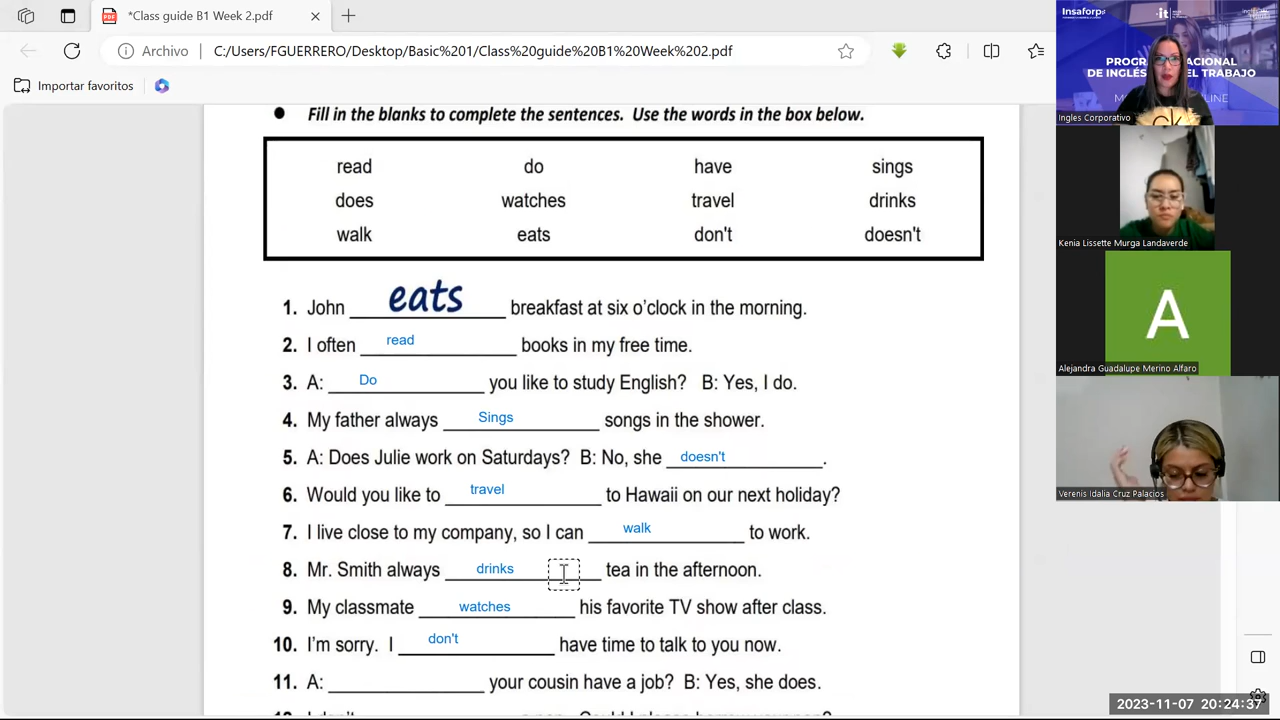 *Class guide B1 Week 2.pdf
Archivo C:/Users/FGUERRERO/Desktop/Basic%201/Class%20guide%20B1%20Week%202.pdf
Importar favoritos
Fill in the blanks to complete the sentences. Use the words in the box below.
read do have sings
does watches travel drinks
walk eats don't doesn't
1. John eats breakfast at six o'clock in the morning.
2. I often read books in my free time.
3. A: Do you like to study English? B: Yes, I do.
4. My father always Sings songs in the shower.
5. A: Does Julie work on Saturdays? B: No, she doesn't.
6. Would you like to travel to Hawaii on our next holiday?
7. I live close to my company, so I can walk to work.
8. Mr. Smith always drinks tea in the afternoon.
9. My classmate watches his favorite TV show after class.
10. I'm sorry. I don't have time to talk to you now.
11. A: ____ your cousin have a job? B: Yes, she does.
Insaforp
Ingles Corporativo
Kenia Lissette Murga Landaverde
A
Alejandra Guadalupe Merino Alfaro
Verenis Idalia Cruz Palacios
2023-11-07 20:24:37